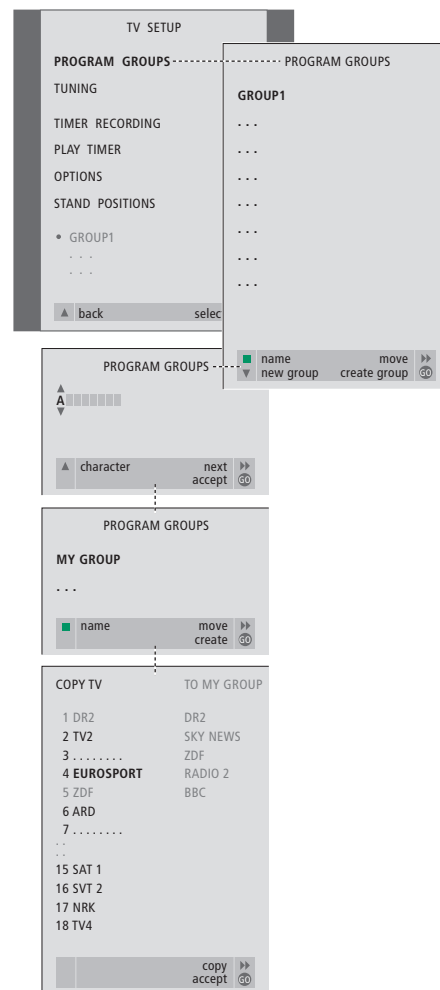 TV SETUP
PROGRAM GROUPS
TUNING
TIMER RECORDING
PLAY TIMER
OPTIONS
STAND POSITIONS
• GROUP1
. . .
. . .
▲ back selec
PROGRAM GROUPS
GROUP1
. . .
. . .
. . .
. . .
. . .
. . .
. . .
name move
▼ new group create group GO
PROGRAM GROUPS
A
▲ character next
accept GO
PROGRAM GROUPS
MY GROUP
. . .
name move
create GO
COPY TV TO MY GROUP
1 DR2 DR2
2 TV2 SKY NEWS
3 . . . . . . . . ZDF
4 EUROSPORT RADIO 2
5 ZDF BBC
6 ARD
7 . . . . . . . .
. .
. .
15 SAT 1
16 SVT 2
17 NRK
18 TV4
copy
accept GO